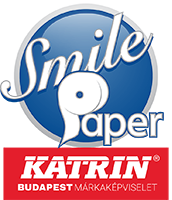 Smile
Paper
KATRIN®
BUDAPEST MÁRKAKÉPVISELET